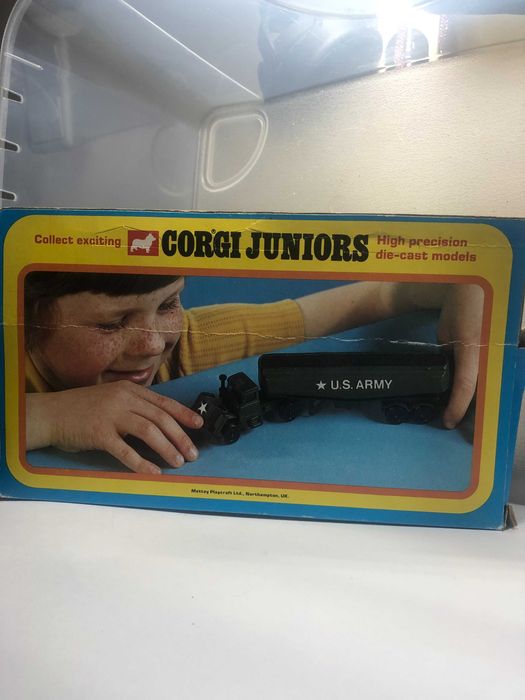 Collect exciting
CORGI JUNIORS
High precision
die-cast models
★ U.S. ARMY
Mettoy Playcraft Ltd., Northampton, UK.